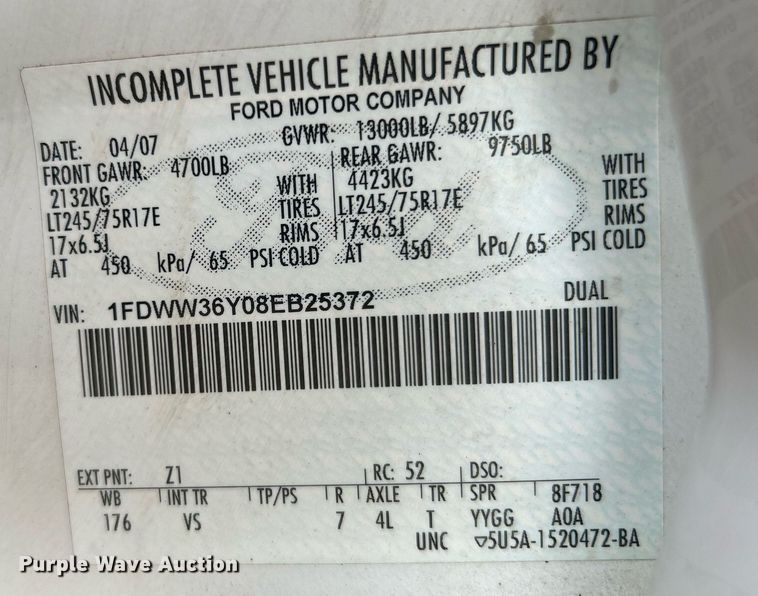 INCOMPLETE VEHICLE MANUFACTURED BY
FORD MOTOR COMPANY
DATE: 04/07 GVWR: 13000LB/ 5897KG
FRONT GAWR: 4700LB REAR GAWR: 9750LB
2132KG WITH 4423KG WITH
LT245/75R17E TIRES LT245/75R17E TIRES
17x6.5J RIMS 17x6.5J RIMS
AT 450 kPa/ 65 PSI COLD AT 450 kPa/ 65 PSI COLD
VIN: 1FDWW36Y08EB25372 DUAL
EXT PNT: Z1 RC: 52 DSO:
WB INT TR TP/PS R AXLE TR SPR 8F718
176 VS 7 4L T YYGG A0A
UNC ▽5U5A-1520472-BA
Purple Wave Auction